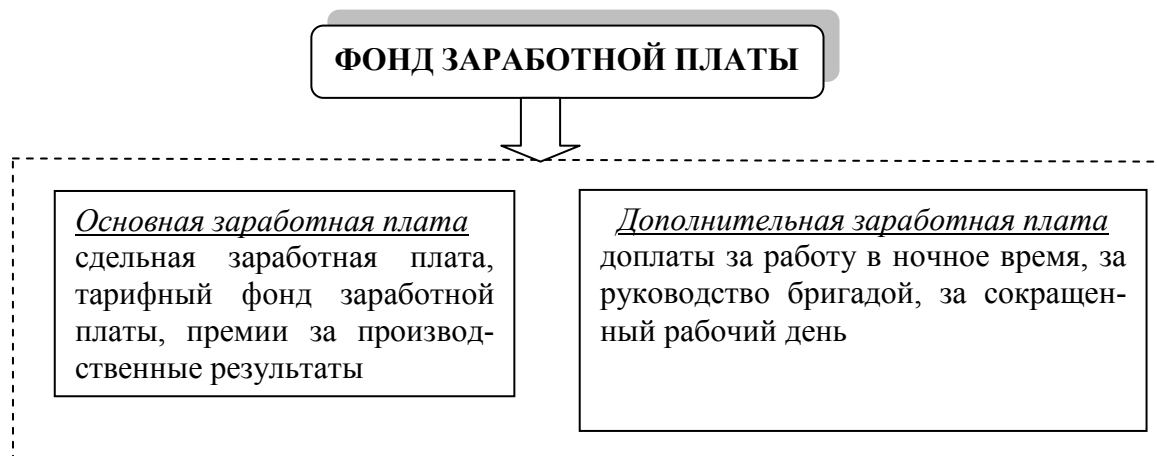 ФОНД ЗАРАБОТНОЙ ПЛАТЫ
Основная заработная плата
сдельная заработная плата,
тарифный фонд заработной
платы, премии за производ-
ственные результаты
Дополнительная заработная плата
доплаты за работу в ночное время, за
руководство бригадой, за сокращен-
ный рабочий день